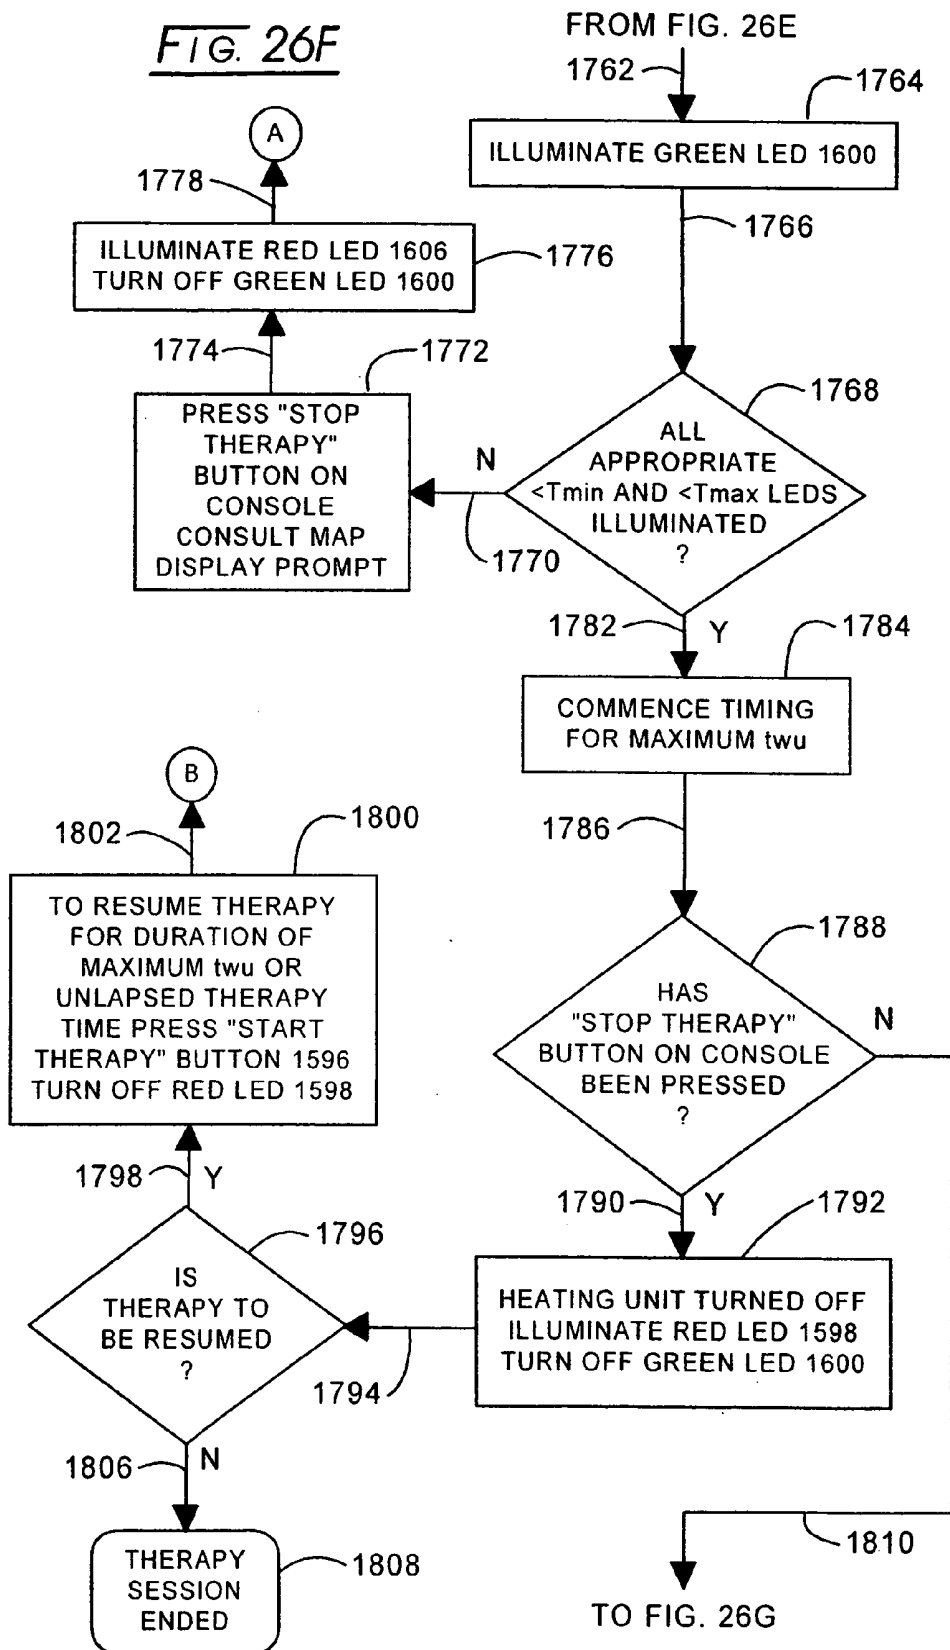 FIG. 26F
FROM FIG. 26E
1762
1764
ILLUMINATE GREEN LED 1600
1766
A
1778
ILLUMINATE RED LED 1606
TURN OFF GREEN LED 1600
1776
1774
1772
PRESS "STOP
THERAPY"
BUTTON ON
CONSOLE
CONSULT MAP
DISPLAY PROMPT
N
1770
1768
ALL
APPROPRIATE
<Tmin AND <Tmax LEDS
ILLUMINATED
?
1782
Y
1784
COMMENCE TIMING
FOR MAXIMUM twu
1786
1788
HAS
"STOP THERAPY"
BUTTON ON CONSOLE
BEEN PRESSED
?
N
1790
Y
1792
HEATING UNIT TURNED OFF
ILLUMINATE RED LED 1598
TURN OFF GREEN LED 1600
1794
B
1802
1800
TO RESUME THERAPY
FOR DURATION OF
MAXIMUM twu OR
UNLAPSED THERAPY
TIME PRESS "START
THERAPY" BUTTON 1596
TURN OFF RED LED 1598
1798
Y
1796
IS
THERAPY TO
BE RESUMED
?
1806
N
THERAPY
SESSION
ENDED
1808
1810
TO FIG. 26G